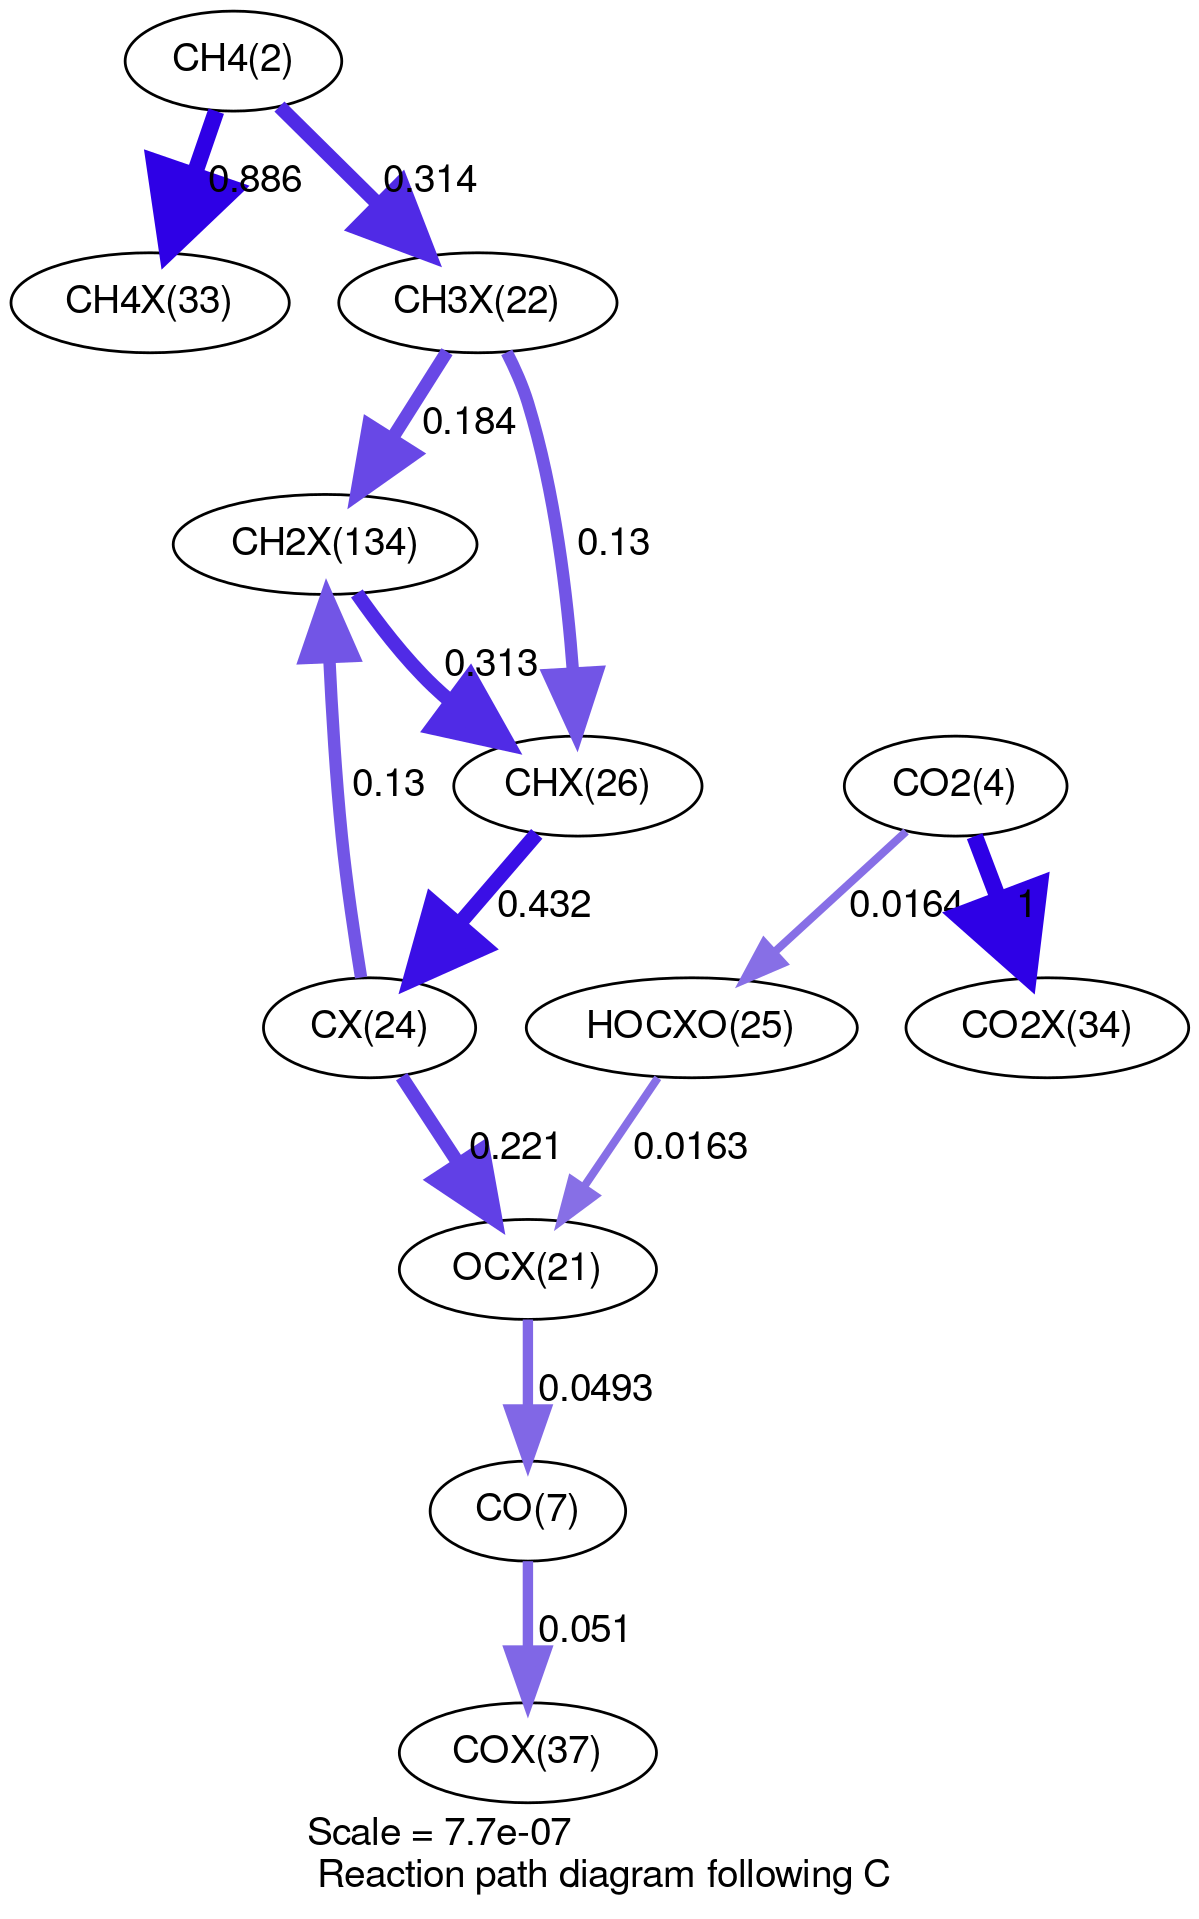 CH4(2)
0.886
0.314
CH4X(33)
CH3X(22)
0.184
CH2X(134)
0.13
0.313
0.13
CHX(26)
CO2(4)
0.432
0.0164
1
CX(24)
HOCXO(25)
CO2X(34)
0.221
0.0163
OCX(21)
0.0493
CO(7)
0.051
COX(37)
Scale = 7.7e-07
Reaction path diagram following C